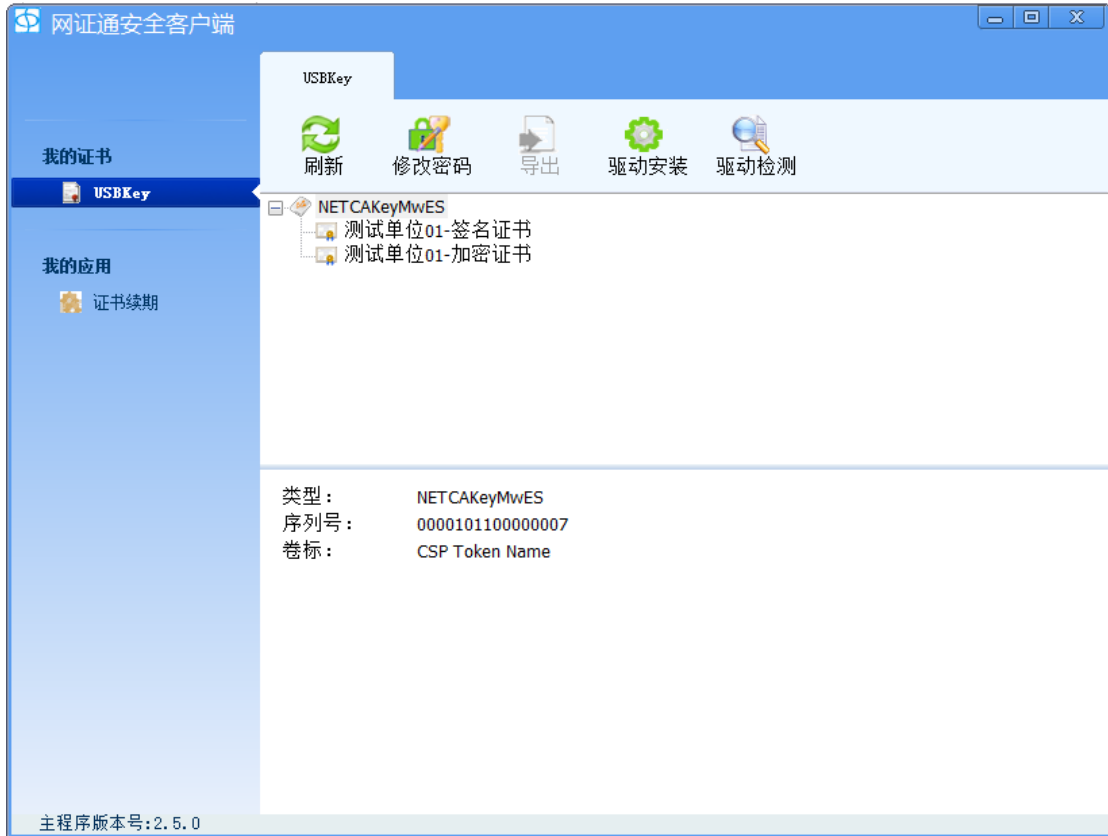 网证通安全客户端
USBKey
刷新 修改密码 导出 驱动安装 驱动检测
我的证书
USBKey
我的应用
证书续期
NETCAKeyMwES
测试单位01-签名证书
测试单位01-加密证书
类型: NETCAKeyMwES
序列号: 0000101100000007
卷标: CSP Token Name
主程序版本号:2.5.0